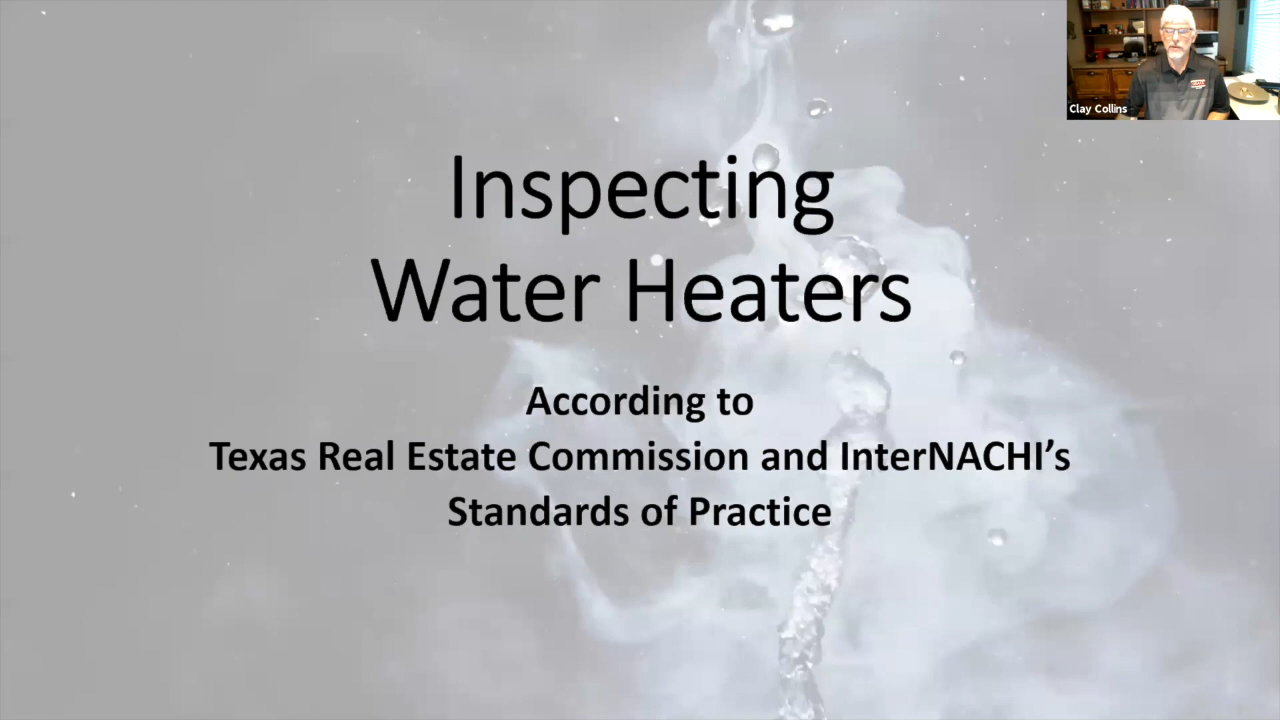 Clay Collins
Inspecting
Water Heaters
According to
Texas Real Estate Commission and InterNACHI's
Standards of Practice